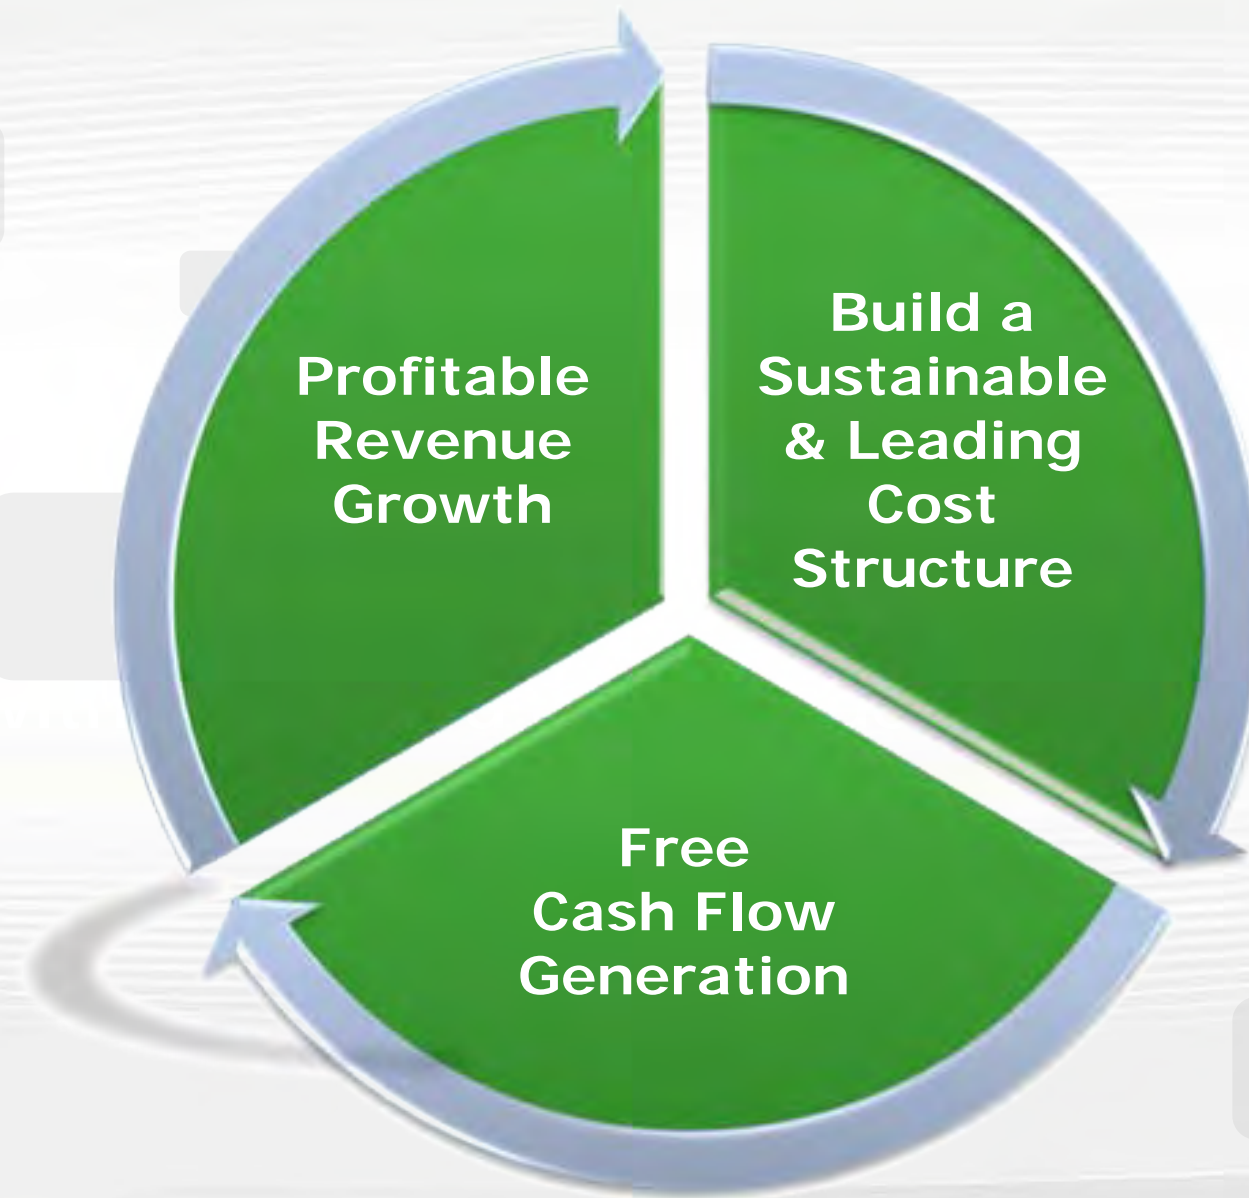 Profitable
Revenue
Growth
Build a
Sustainable
& Leading
Cost
Structure
Free
Cash Flow
Generation